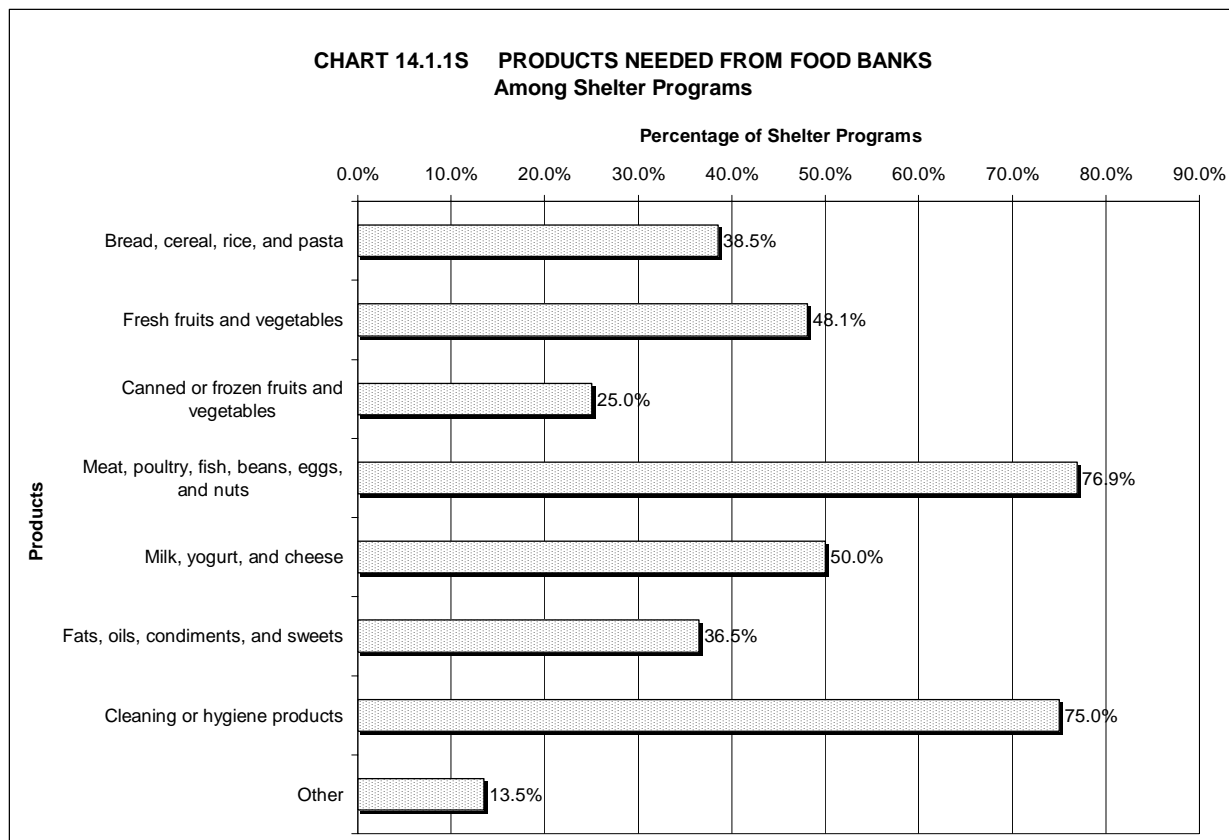 CHART 14.1.1S PRODUCTS NEEDED FROM FOOD BANKS
Among Shelter Programs
Percentage of Shelter Programs
0.0% 10.0% 20.0% 30.0% 40.0% 50.0% 60.0% 70.0% 80.0% 90.0%
Products
Bread, cereal, rice, and pasta 38.5%
Fresh fruits and vegetables 48.1%
Canned or frozen fruits and
vegetables 25.0%
Meat, poultry, fish, beans, eggs,
and nuts 76.9%
Milk, yogurt, and cheese 50.0%
Fats, oils, condiments, and sweets 36.5%
Cleaning or hygiene products 75.0%
Other 13.5%